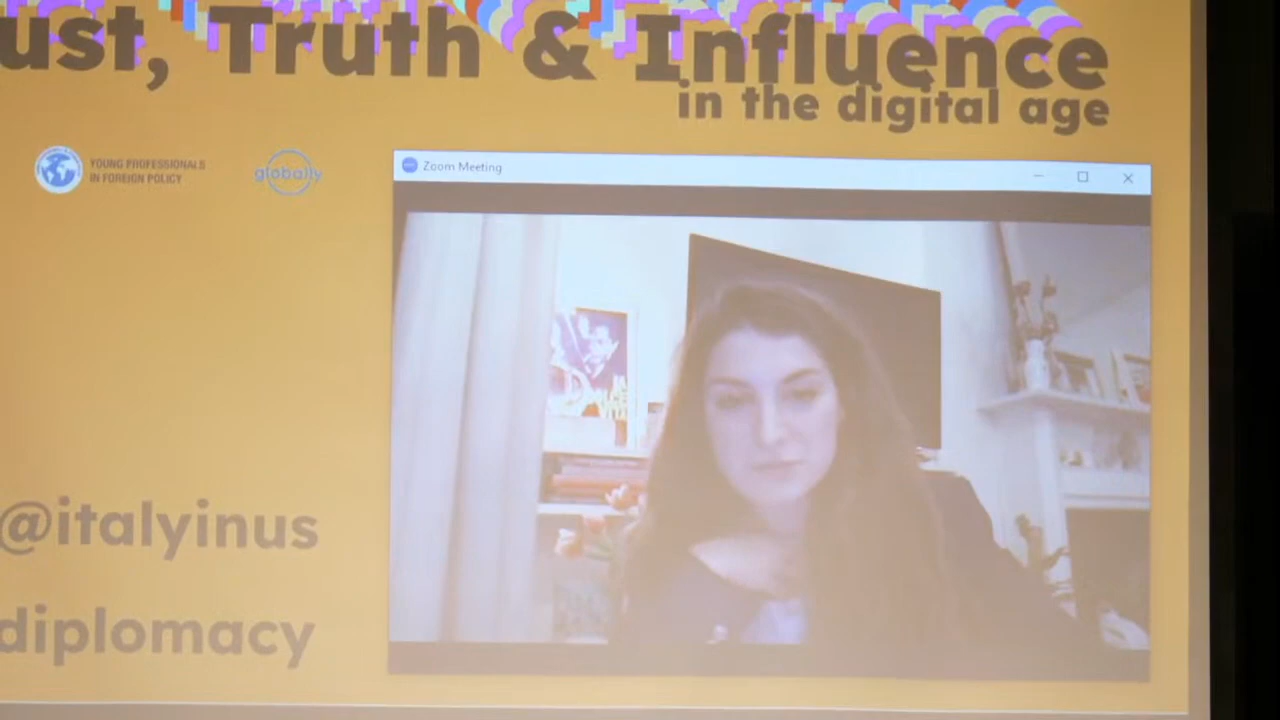 ust, Truth & Influence
in the digital age
YOUNG PROFESSIONALS
IN FOREIGN POLICY
globally
Zoom Meeting
@italyinus
diplomacy